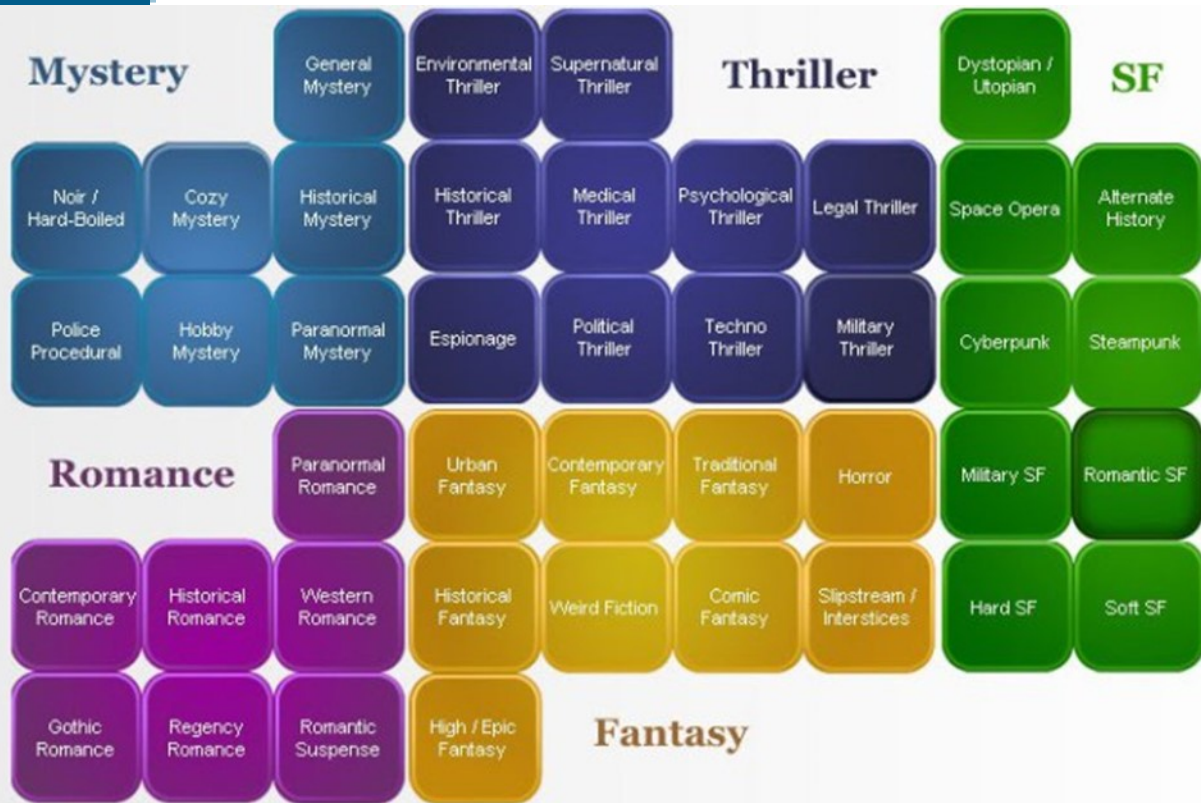 Mystery
General
Mystery
Environmental
Thriller
Supernatural
Thriller
Thriller
Dystopian /
Utopian
SF
Noir /
Hard-Boiled
Cozy
Mystery
Historical
Mystery
Historical
Thriller
Medical
Thriller
Psychological
Thriller
Legal Thriller
Space Opera
Alternate
History
Police
Procedural
Hobby
Mystery
Paranormal
Mystery
Espionage
Political
Thriller
Techno
Thriller
Military
Thriller
Cyberpunk
Steampunk
Romance
Paranormal
Romance
Urban
Fantasy
Contemporary
Fantasy
Traditional
Fantasy
Horror
Military SF
Romantic SF
Contemporary
Romance
Historical
Romance
Western
Romance
Historical
Fantasy
Weird Fiction
Comic
Fantasy
Slipstream /
Interstices
Hard SF
Soft SF
Gothic
Romance
Regency
Romance
Romantic
Suspense
High / Epic
Fantasy
Fantasy